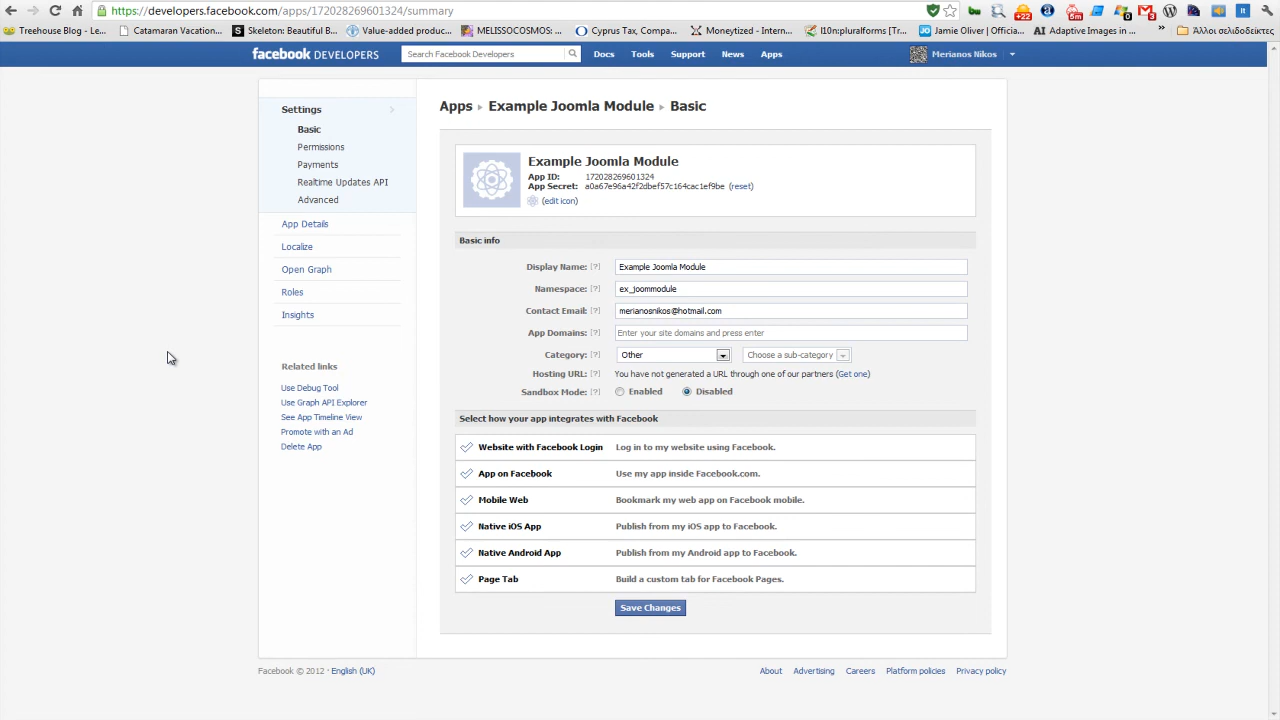 https://developers.facebook.com/apps/172028269601324/summary
Treehouse Blog - Le... Catamaran Vacation... Skeleton: Beautiful B... Value-added produc... MELISSOCOSMOS: ... Cyprus Tax, Compa... Moneytized - Intern... l10n:pluralforms [Tr... Jamie Oliver | Officia... Adaptive Images in ... » Άλλοι σελιδοδείκτες
facebook DEVELOPERS Search Facebook Developers Docs Tools Support News Apps Merianos Nikos
Settings
Basic
Permissions
Payments
Realtime Updates API
Advanced
App Details
Localize
Open Graph
Roles
Insights
Related links
Use Debug Tool
Use Graph API Explorer
See App Timeline View
Promote with an Ad
Delete App
Apps ▸ Example Joomla Module ▸ Basic
Example Joomla Module
App ID: 172028269601324
App Secret: a0a67e96a42f2dbef57c164cac1ef9be (reset)
(edit icon)
Basic info
Display Name: [?] Example Joomla Module
Namespace: [?] ex_joommodule
Contact Email: [?] merianosnikos@hotmail.com
App Domains: [?] Enter your site domains and press enter
Category: [?] Other Choose a sub-category
Hosting URL: [?] You have not generated a URL through one of our partners (Get one)
Sandbox Mode: [?] Enabled Disabled
Select how your app integrates with Facebook
Website with Facebook Login Log in to my website using Facebook.
App on Facebook Use my app inside Facebook.com.
Mobile Web Bookmark my web app on Facebook mobile.
Native iOS App Publish from my iOS app to Facebook.
Native Android App Publish from my Android app to Facebook.
Page Tab Build a custom tab for Facebook Pages.
Save Changes
Facebook © 2012 · English (UK) About Advertising Careers Platform policies Privacy policy